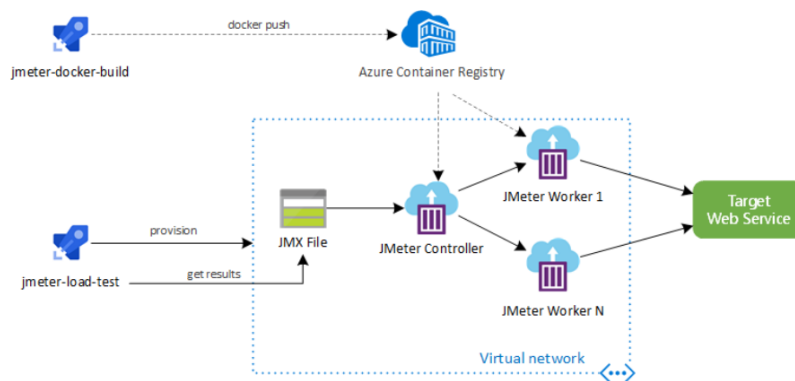 docker push
jmeter-docker-build
Azure Container Registry
JMeter Worker 1
Target
Web Service
provision
JMX File
JMeter Controller
jmeter-load-test
get results
JMeter Worker N
Virtual network